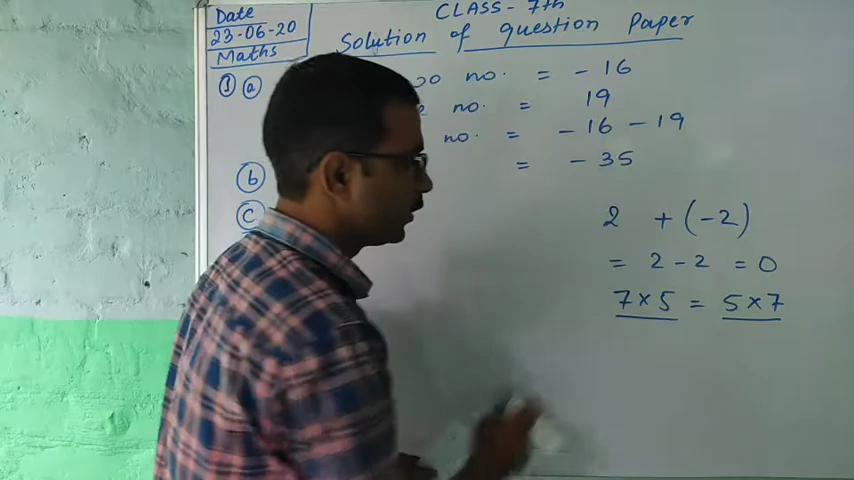 Date
23-06-20
Maths
CLASS - 7th
Solution of question Paper
① ⓐ no. = - 16
no. = 19
no. = - 16 - 19
= - 35
ⓑ
ⓒ
2 + (-2)
= 2 - 2 = 0
7 × 5 = 5 × 7